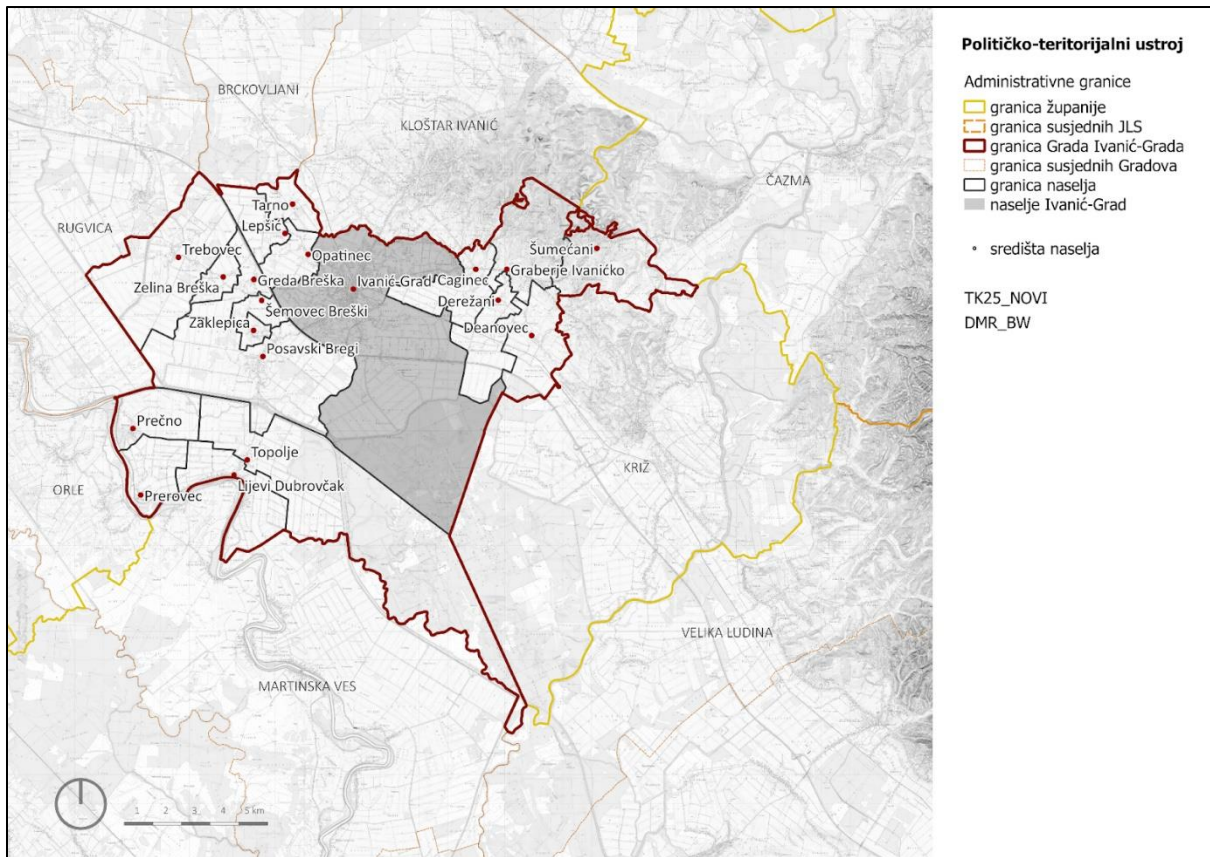 Političko-teritorijalni ustroj
Administrativne granice
granica županije
granica susjednih JLS
granica Grada Ivanić-Grada
granica susjednih Gradova
granica naselja
naselje Ivanić-Grad
središta naselja
TK25_NOVI
DMR_BW
BRCKOVLJANI
KLOŠTAR IVANIĆ
ČAZMA
RUGVICA
Tarno
Lepšić
Trebovec
Opatinec
Šumećani
Zelina Breška
Greda Breška
Ivanić-Grad
Caginec
Graberje Ivanićko
Šemovec Breški
Derežani
Zaklepica
Deanovec
Posavski Bregi
Prečno
Topolje
KRIŽ
Lijevi Dubrovčak
ORLE
Prerovec
VELIKA LUDINA
MARTINSKA VES
1 2 3 4 5 km